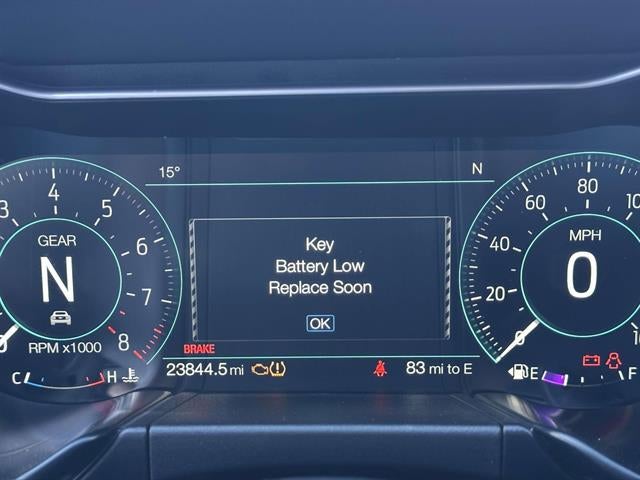 15°
N
3 4 5 6 7 8
GEAR
N
RPM x1000
C H
Key
Battery Low
Replace Soon
OK
BRAKE
23844.5 mi
83 mi to E
0 20 40 60 80
MPH
0
E F